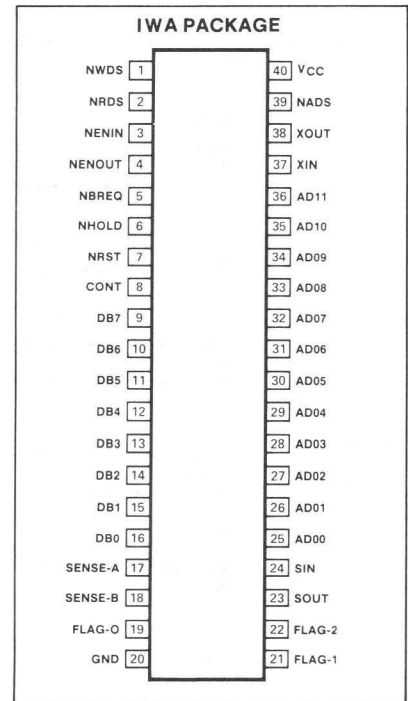 IWA PACKAGE
NWDS 1 40 VCC
NRDS 2 39 NADS
NENIN 3 38 XOUT
NENOUT 4 37 XIN
NBREQ 5 36 AD11
NHOLD 6 35 AD10
NRST 7 34 AD09
CONT 8 33 AD08
DB7 9 32 AD07
DB6 10 31 AD06
DB5 11 30 AD05
DB4 12 29 AD04
DB3 13 28 AD03
DB2 14 27 AD02
DB1 15 26 AD01
DB0 16 25 AD00
SENSE-A 17 24 SIN
SENSE-B 18 23 SOUT
FLAG-O 19 22 FLAG-2
GND 20 21 FLAG-1